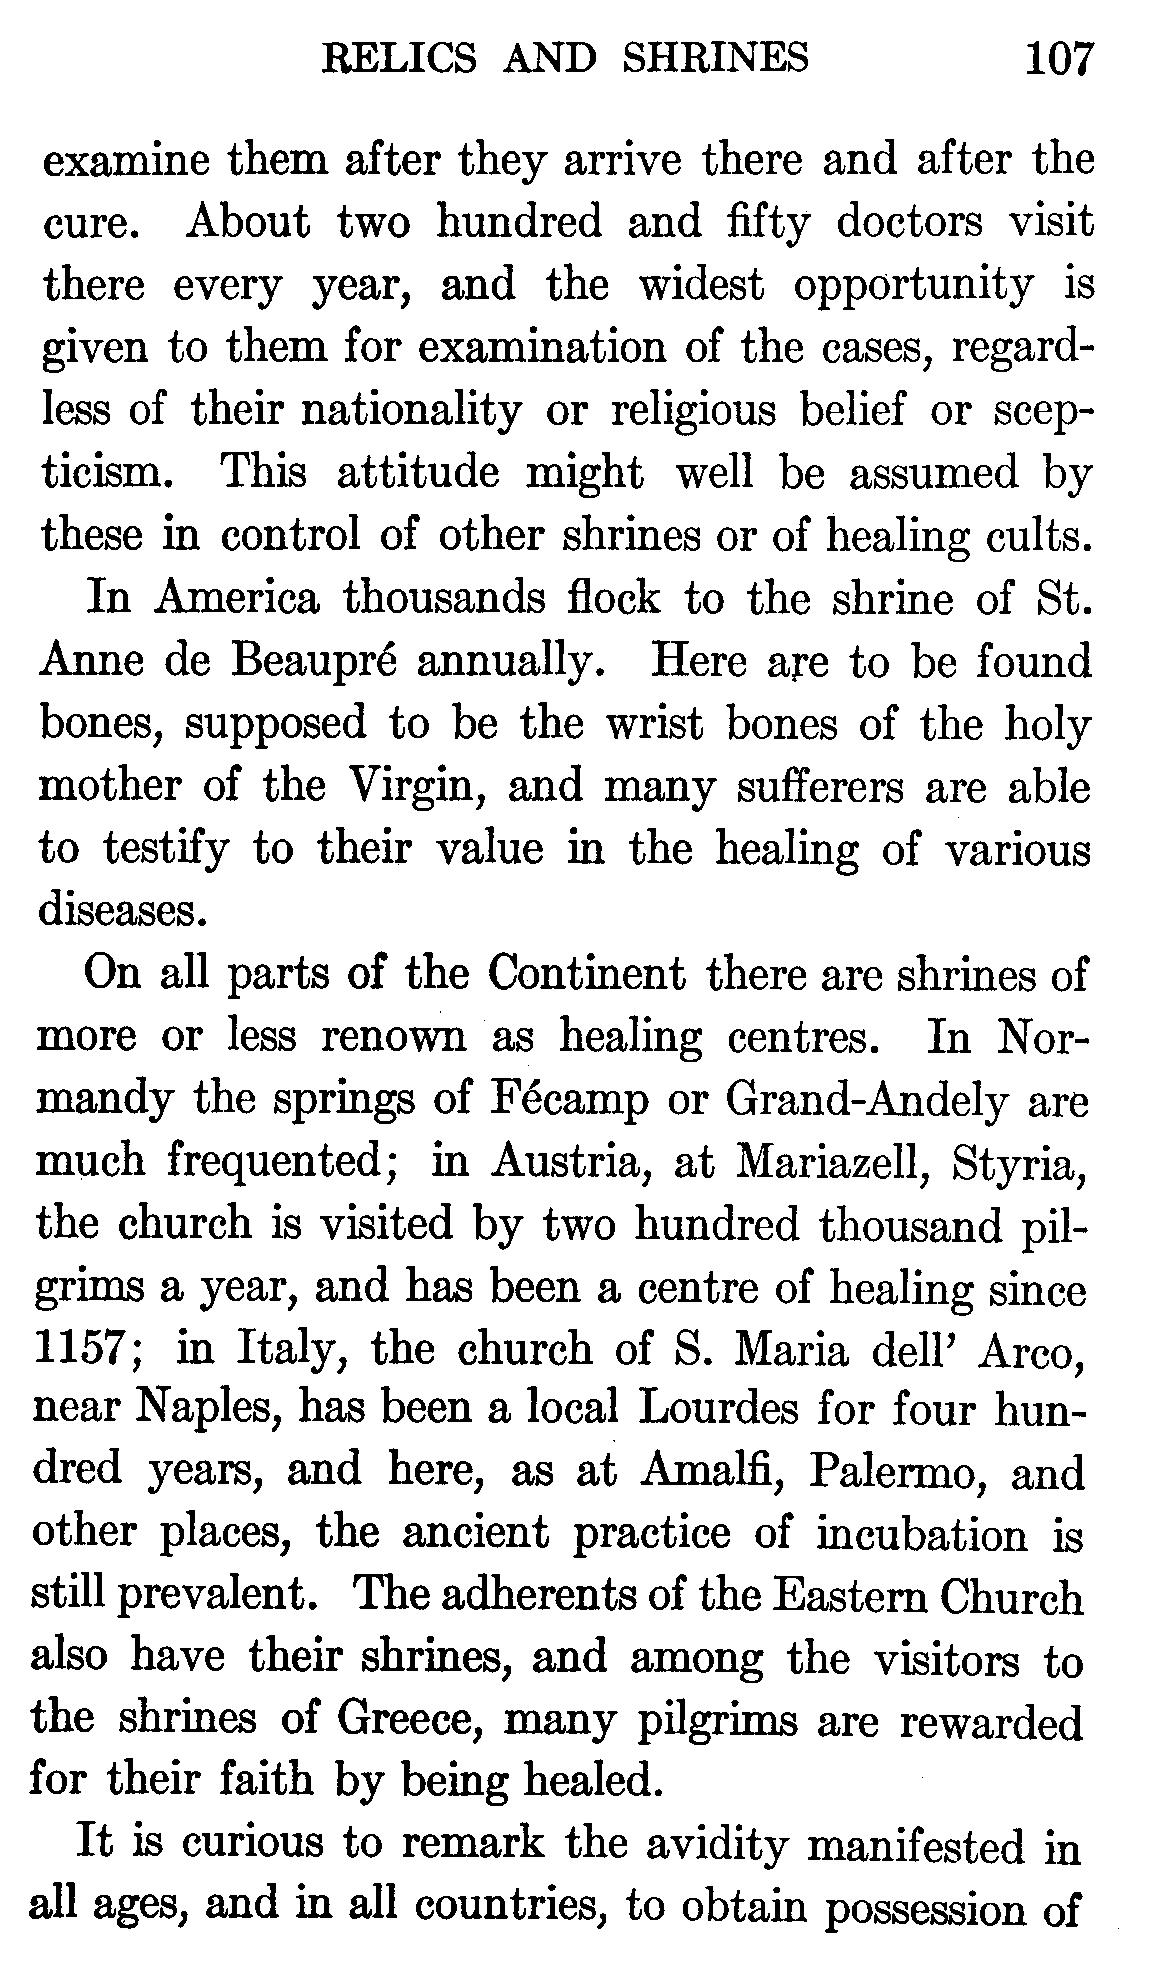 RELICS AND SHRINES 107
examine them after they arrive there and after the
cure. About two hundred and fifty doctors visit
there every year, and the widest opportunity is
given to them for examination of the cases, regard-
less of their nationality or religious belief or scep-
ticism. This attitude might well be assumed by
these in control of other shrines or of healing cults.
In America thousands flock to the shrine of St.
Anne de Beaupré annually. Here are to be found
bones, supposed to be the wrist bones of the holy
mother of the Virgin, and many sufferers are able
to testify to their value in the healing of various
diseases.
On all parts of the Continent there are shrines of
more or less renown as healing centres. In Nor-
mandy the springs of Fécamp or Grand-Andely are
much frequented; in Austria, at Mariazell, Styria,
the church is visited by two hundred thousand pil-
grims a year, and has been a centre of healing since
1157; in Italy, the church of S. Maria dell' Arco,
near Naples, has been a local Lourdes for four hun-
dred years, and here, as at Amalfi, Palermo, and
other places, the ancient practice of incubation is
still prevalent. The adherents of the Eastern Church
also have their shrines, and among the visitors to
the shrines of Greece, many pilgrims are rewarded
for their faith by being healed.
It is curious to remark the avidity manifested in
all ages, and in all countries, to obtain possession of